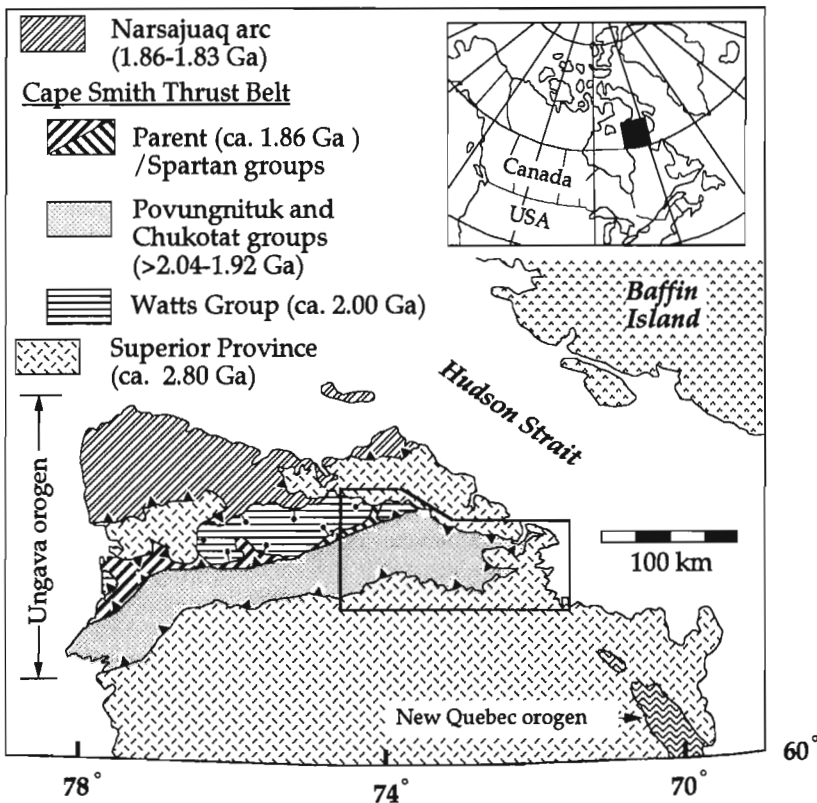 Narsajuaq arc
(1.86-1.83 Ga)
Cape Smith Thrust Belt
Parent (ca. 1.86 Ga )
/Spartan groups
Povungnituk and
Chukotat groups
(>2.04-1.92 Ga)
Watts Group (ca. 2.00 Ga)
Superior Province
(ca. 2.80 Ga)
Canada
USA
Baffin
Island
Hudson Strait
Ungava orogen
100 km
New Quebec orogen
60°
78°
74°
70°